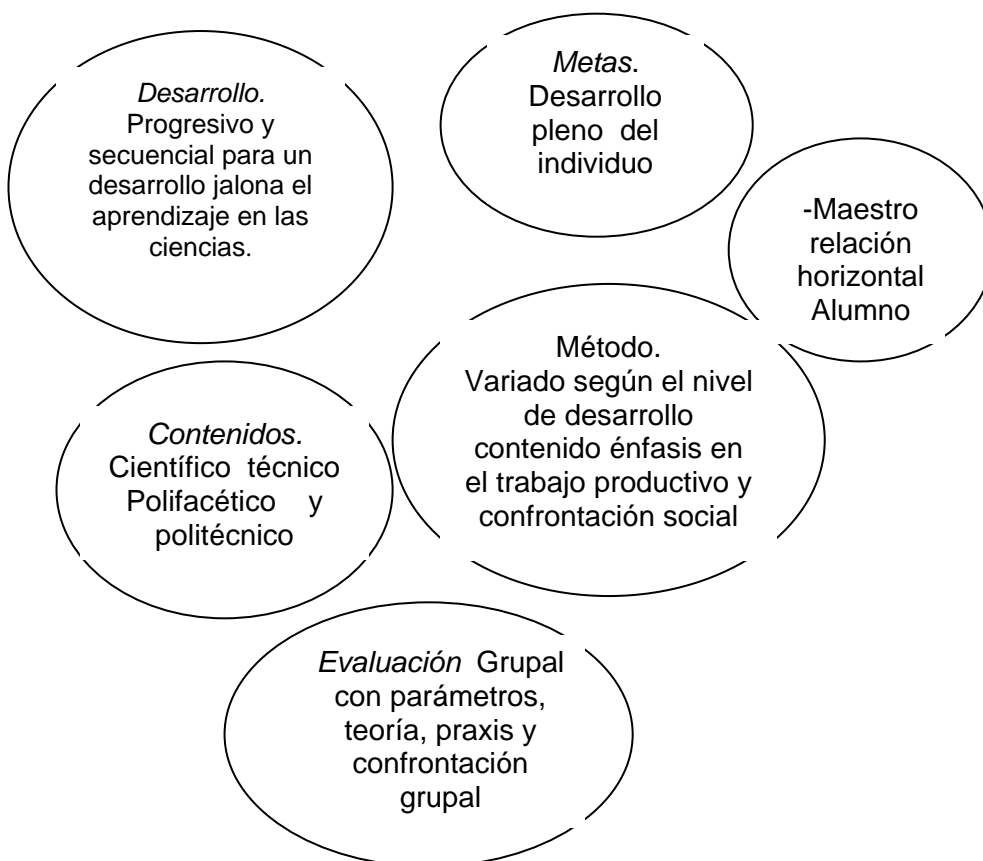 Desarrollo.
Progresivo y
secuencial para un
desarrollo jalona el
aprendizaje en las
ciencias.
Metas.
Desarrollo
pleno del
individuo
-Maestro
relación
horizontal
Alumno
Método.
Variado según el nivel
de desarrollo
contenido énfasis en
el trabajo productivo y
confrontación social
Contenidos.
Científico técnico
Polifacético y
politécnico
Evaluación Grupal
con parámetros,
teoría, praxis y
confrontación
grupal